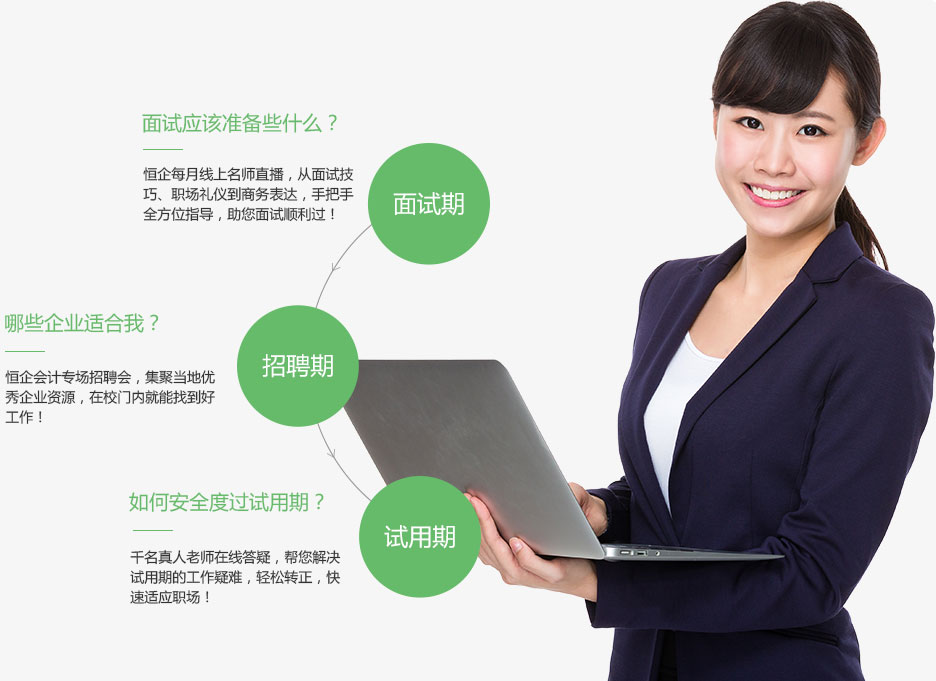 面试应该准备些什么？
恒企每月线上名师直播，从面试技
巧、职场礼仪到商务表达，手把手
全方位指导，助您面试顺利过！
面试期
哪些企业适合我？
恒企会计专场招聘会，集聚当地优
秀企业资源，在校门内就能找到好
工作！
招聘期
如何安全度过试用期？
千名真人老师在线答疑，帮您解决
试用期的工作疑难，轻松转正，快
速适应职场！
试用期